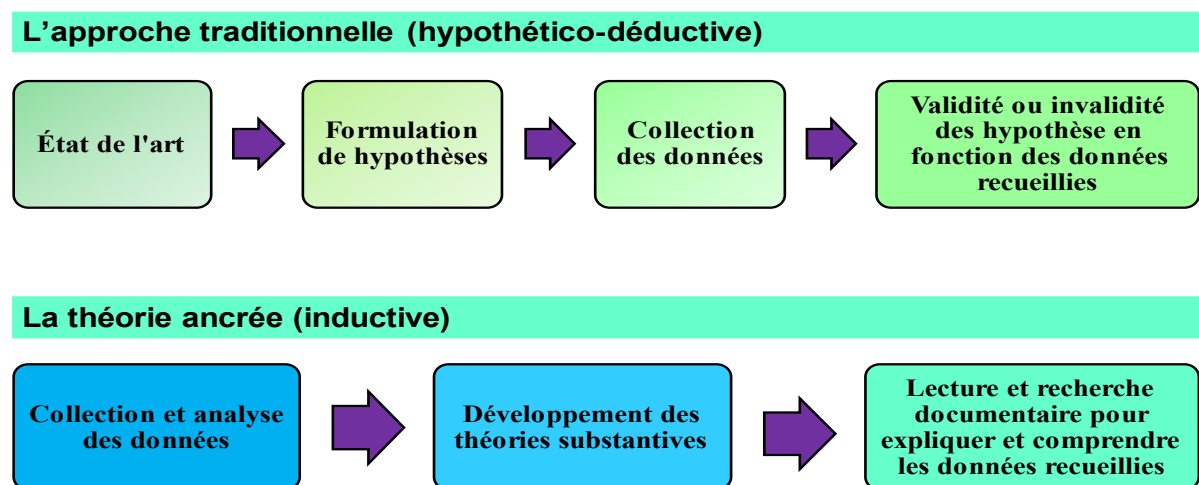 L'approche traditionnelle (hypothético-déductive)
État de l'art
Formulation
de hypothèses
Collection
des données
Validité ou invalidité
des hypothèse en
fonction des données
recueillies
La théorie ancrée (inductive)
Collection et analyse
des données
Développement des
théories substantives
Lecture et recherche
documentaire pour
expliquer et comprendre
les données recueillies